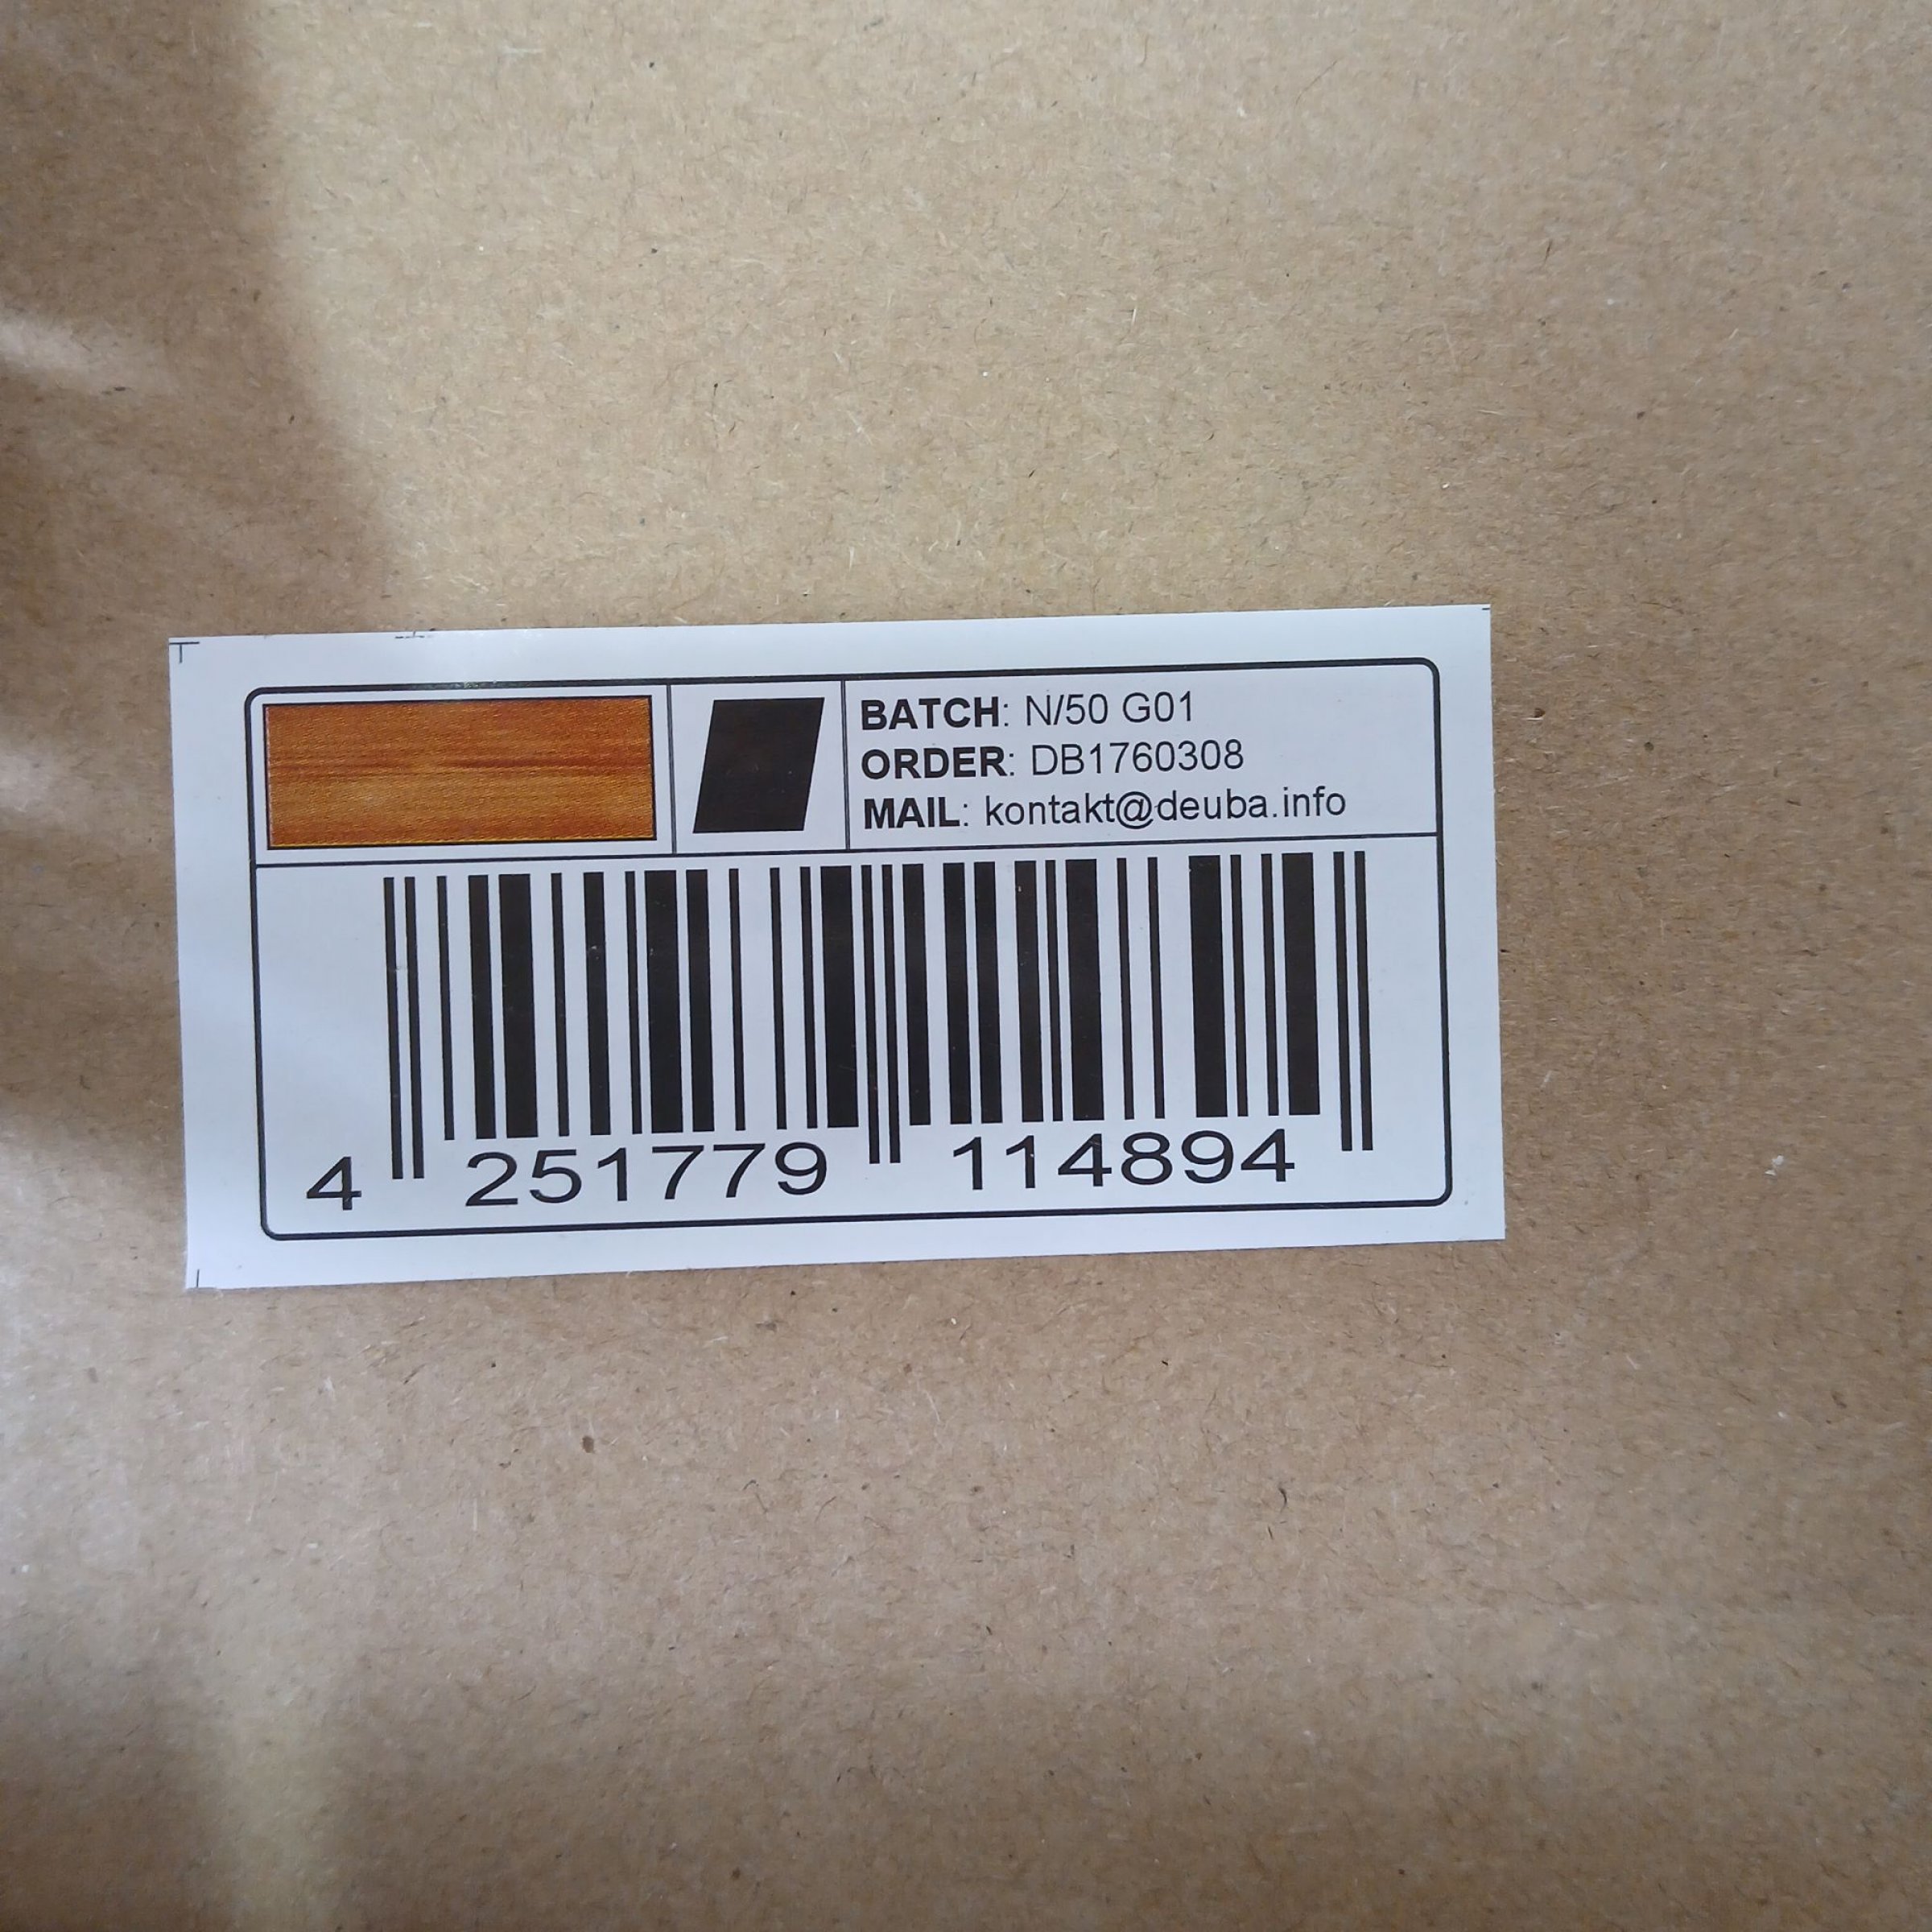 BATCH: N/50 G01
ORDER: DB1760308
MAIL: kontakt@deuba.info
4 251779 114894